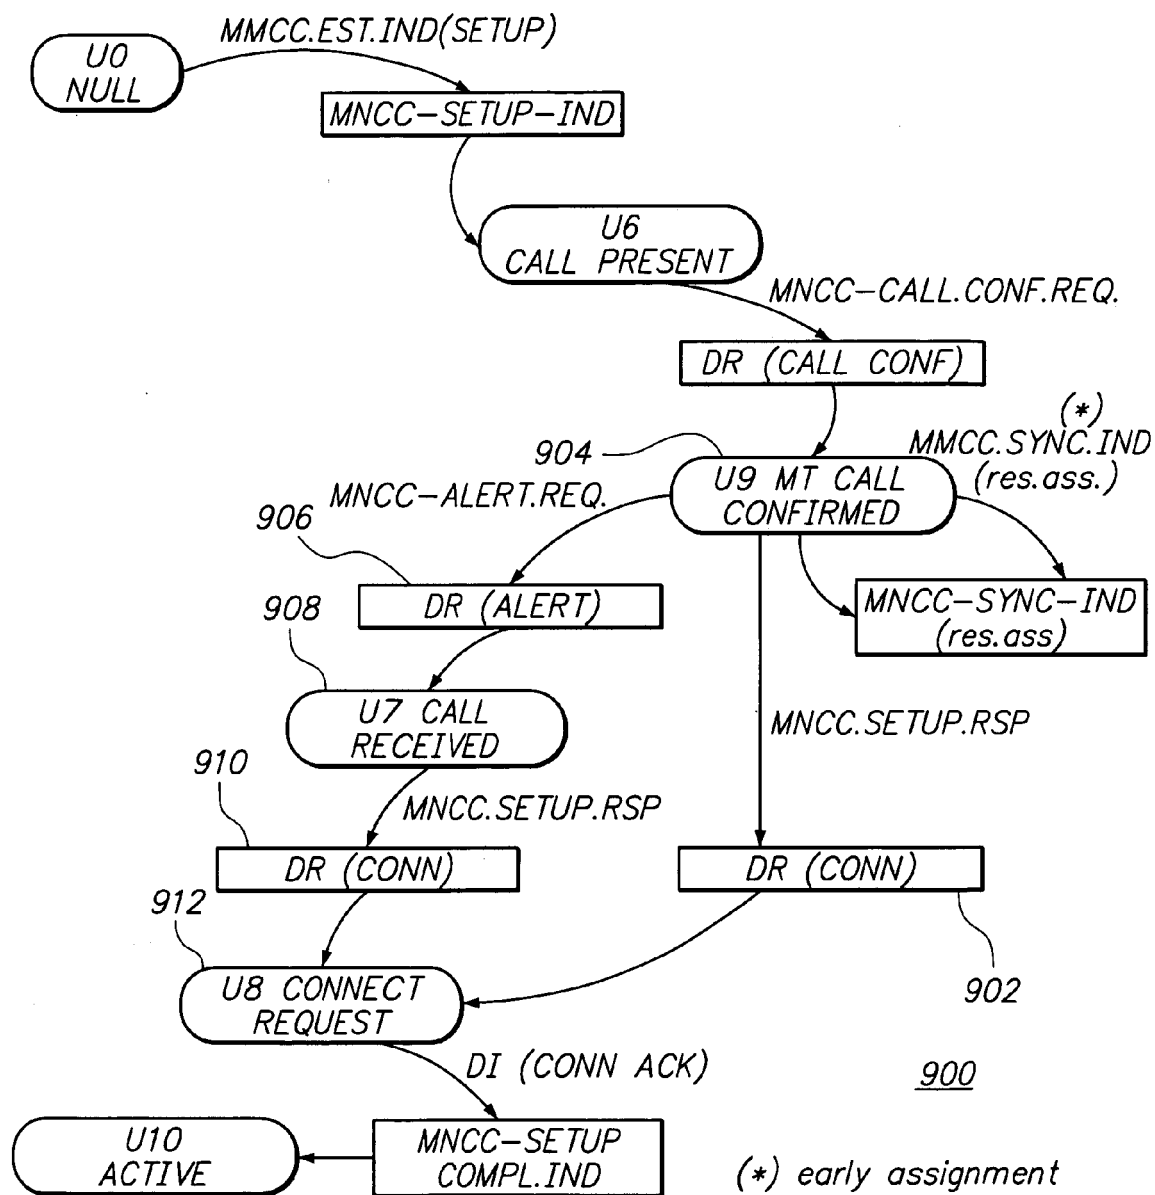 MMCC.EST.IND(SETUP)
U0
NULL
MNCC-SETUP-IND
U6
CALL PRESENT
MNCC-CALL.CONF.REQ.
DR (CALL CONF)
(*)
MMCC.SYNC.IND
(res.ass.)
904
U9 MT CALL
CONFIRMED
MNCC-ALERT.REQ.
906
DR (ALERT)
MNCC-SYNC-IND
(res.ass)
908
U7 CALL
RECEIVED
MNCC.SETUP.RSP
910
MNCC.SETUP.RSP
DR (CONN)
DR (CONN)
912
U8 CONNECT
REQUEST
902
DI (CONN ACK)
900
U10
ACTIVE
MNCC-SETUP
COMPL.IND
(*) early assignment